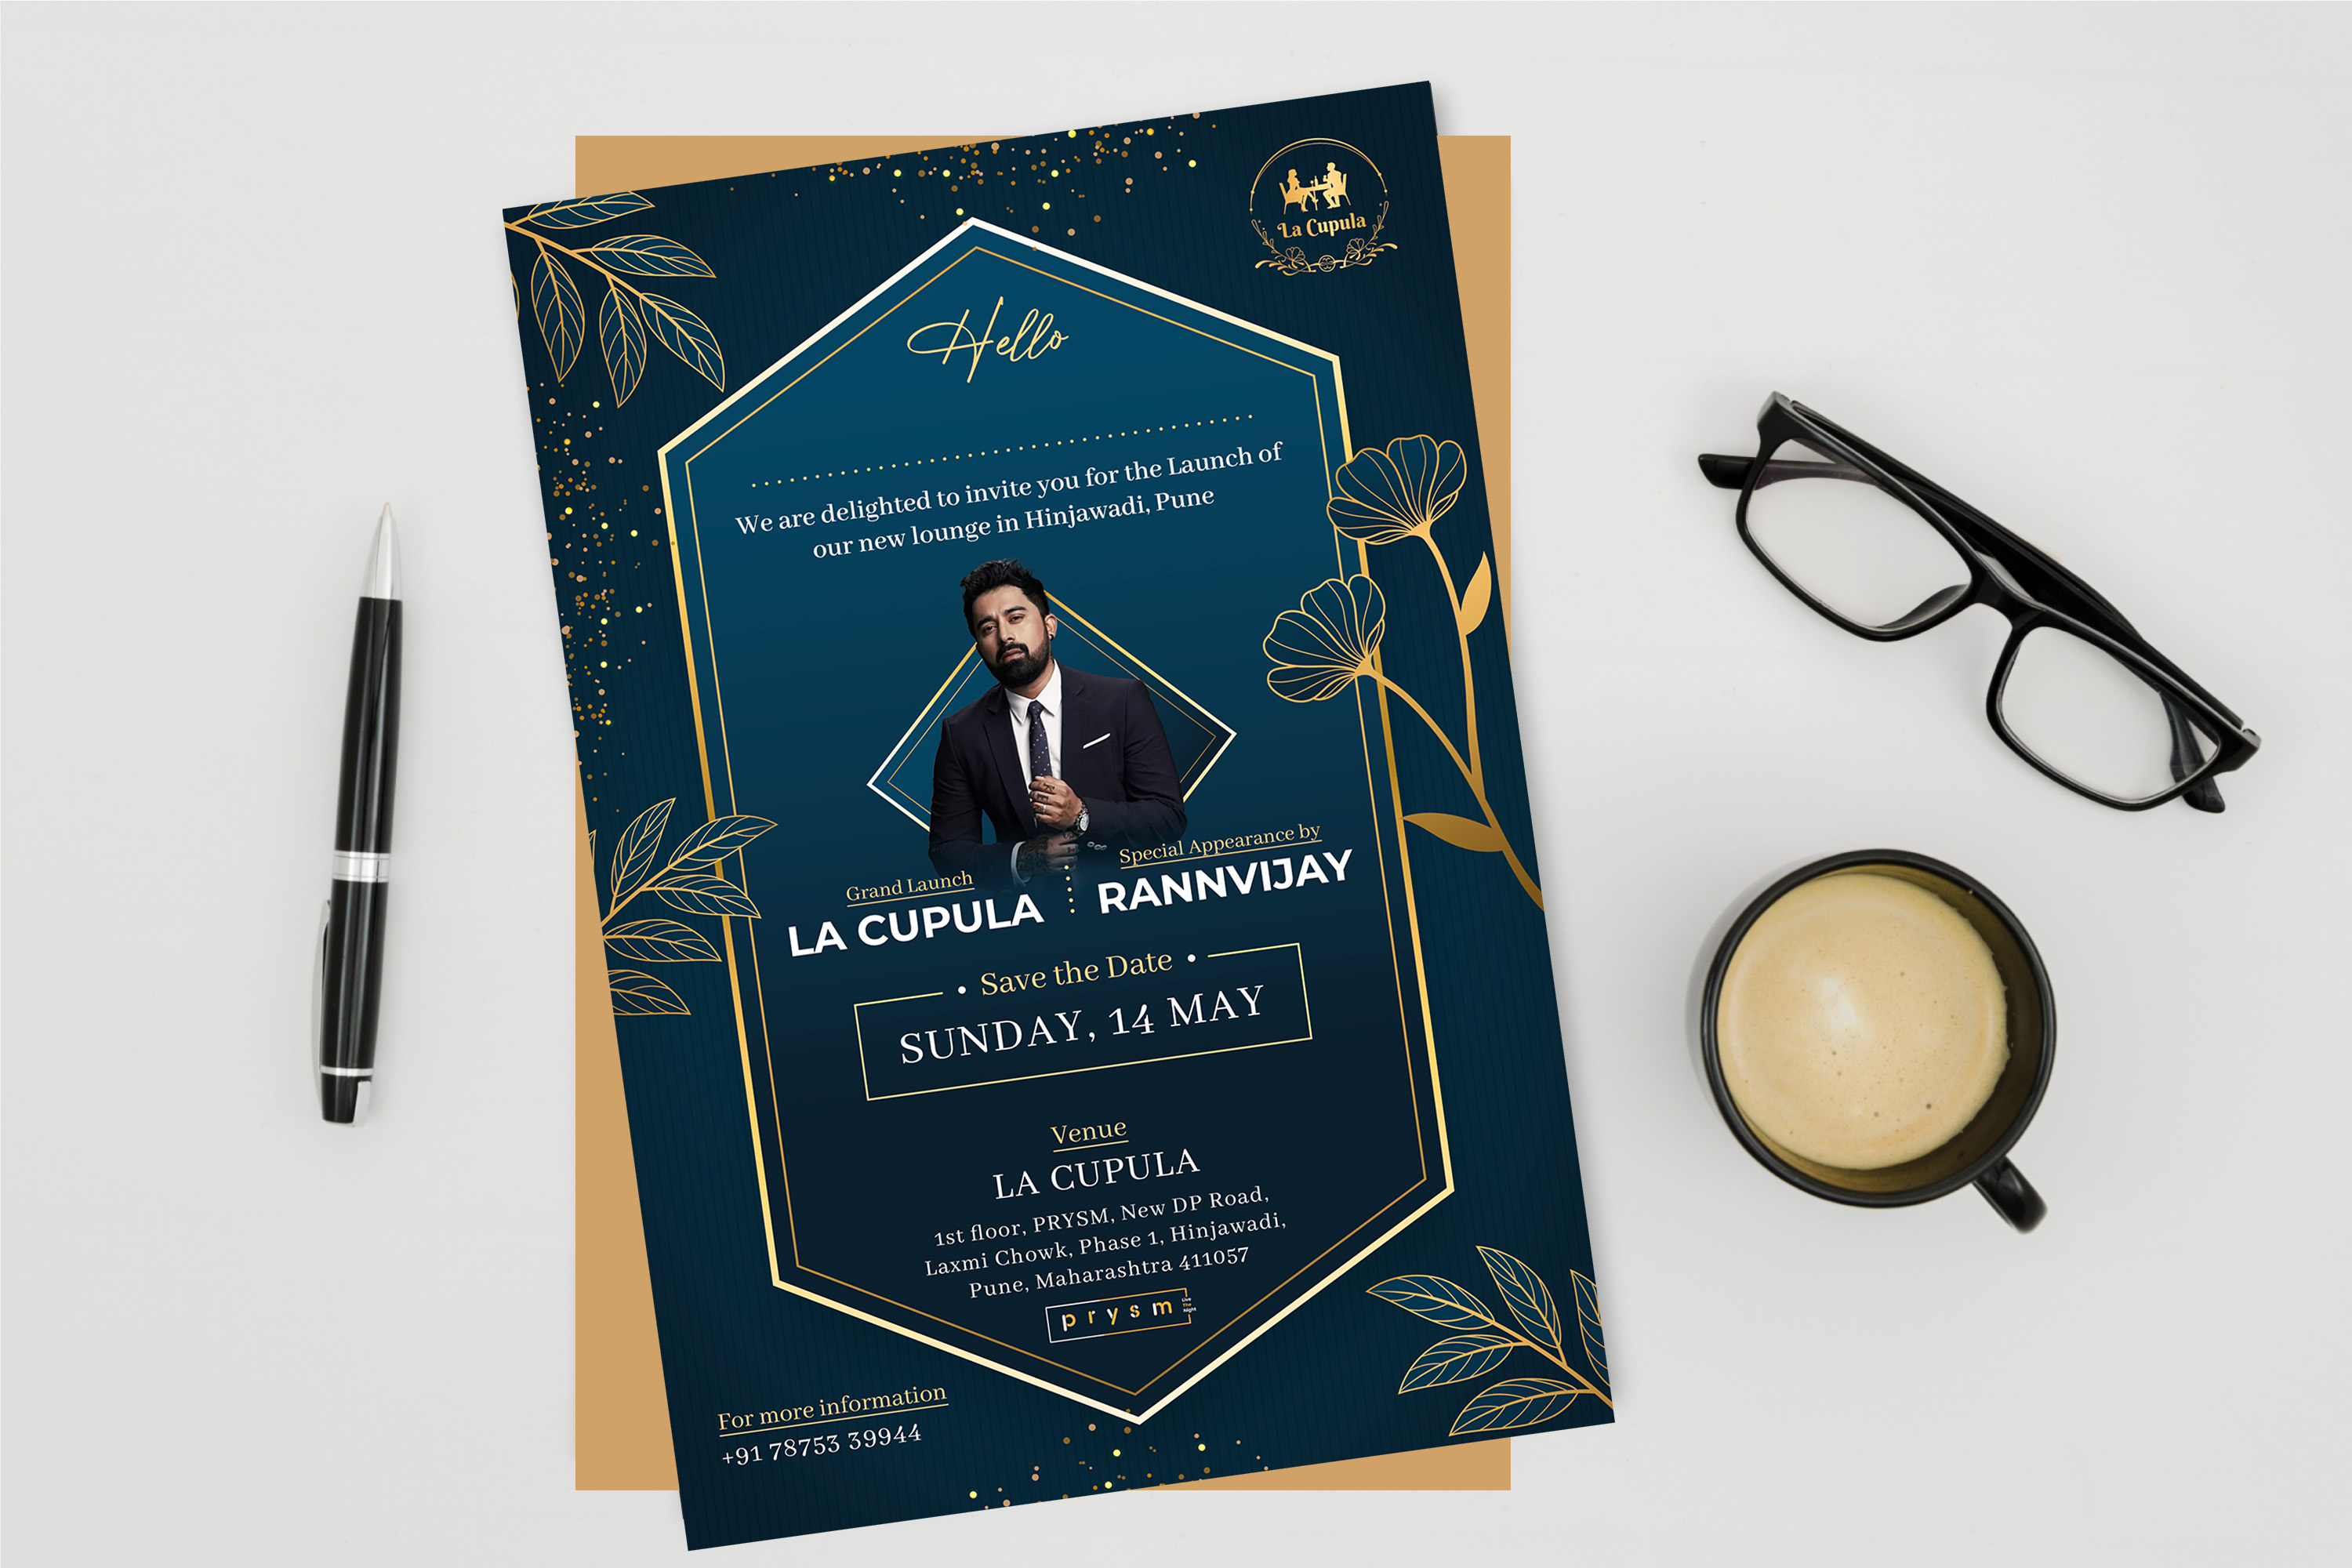 La Cupula
Hello
We are delighted to invite you for the Launch of
our new lounge in Hinjawadi, Pune
Grand Launch
LA CUPULA
Special Appearance by
RANNVIJAY
Save the Date
SUNDAY, 14 MAY
Venue
LA CUPULA
1st floor, PRYSM, New DP Road,
Laxmi Chowk, Phase 1, Hinjawadi,
Pune, Maharashtra 411057
prysm
Live
The
Night
For more information
+91 78753 39944